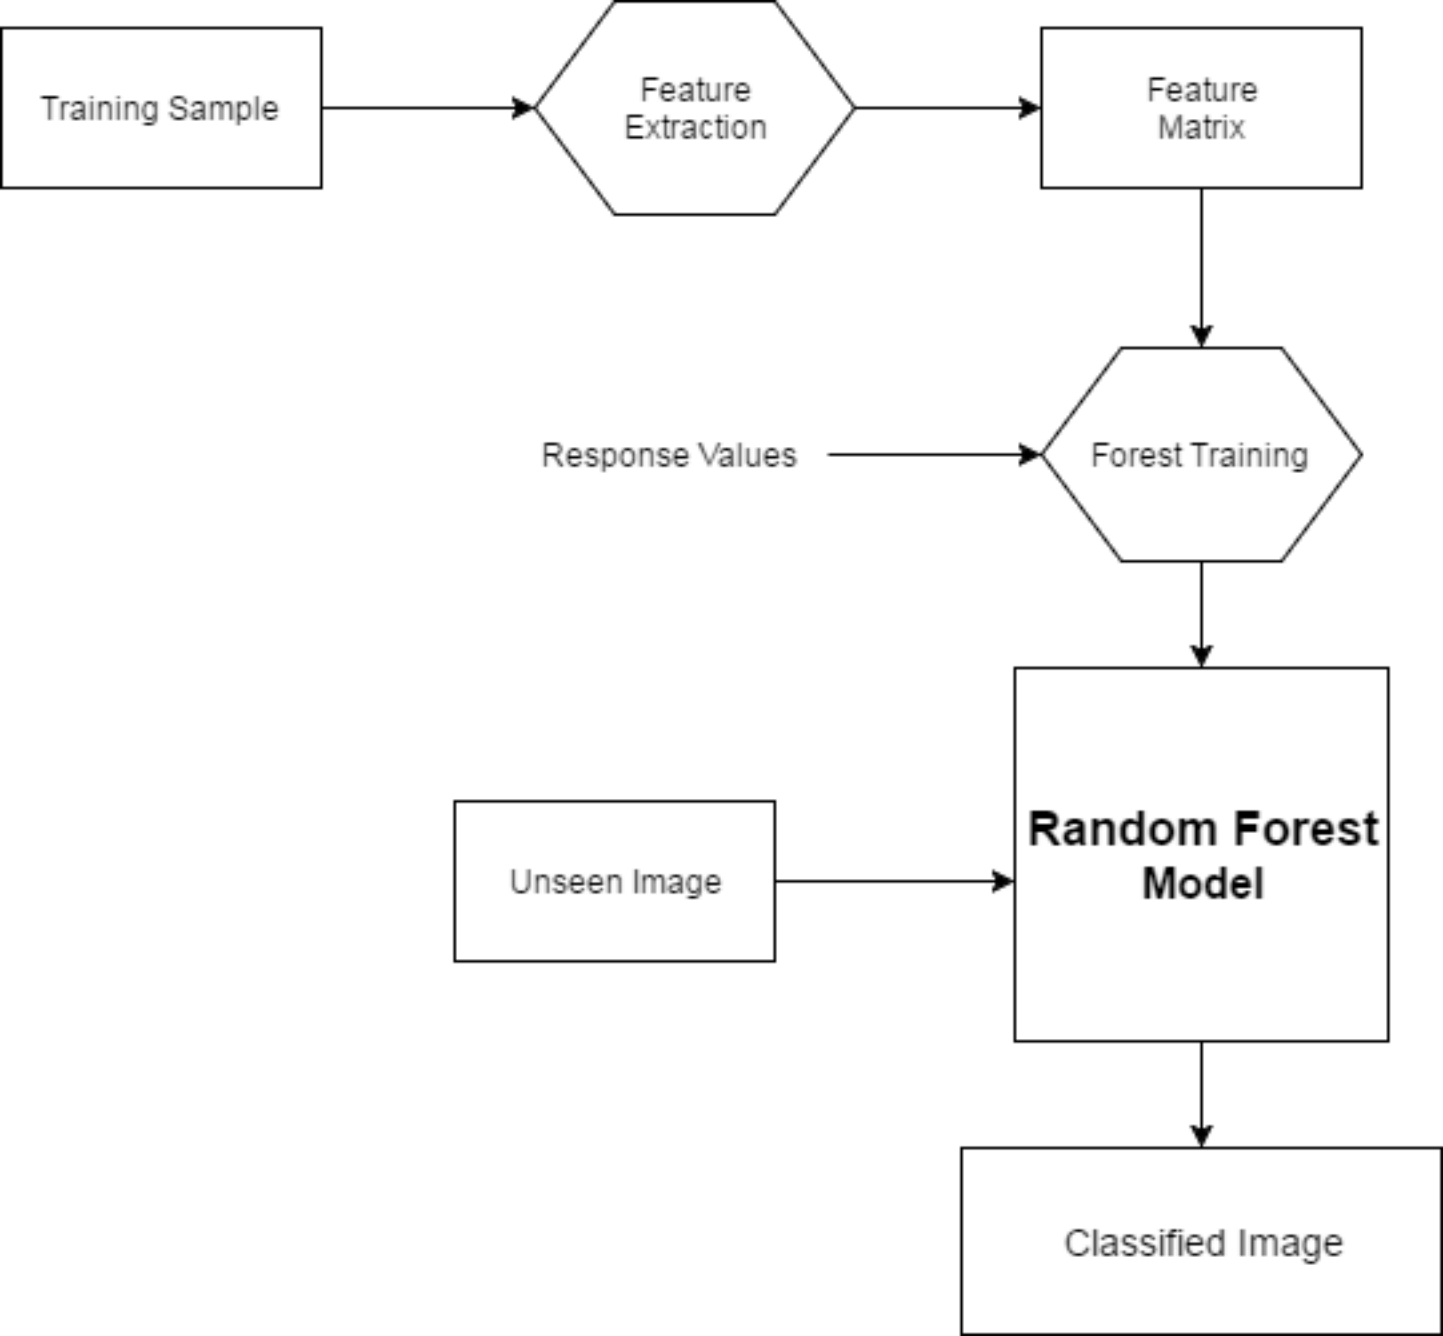 Training Sample
Feature
Extraction
Feature
Matrix
Response Values
Forest Training
Random Forest
Model
Unseen Image
Classified Image